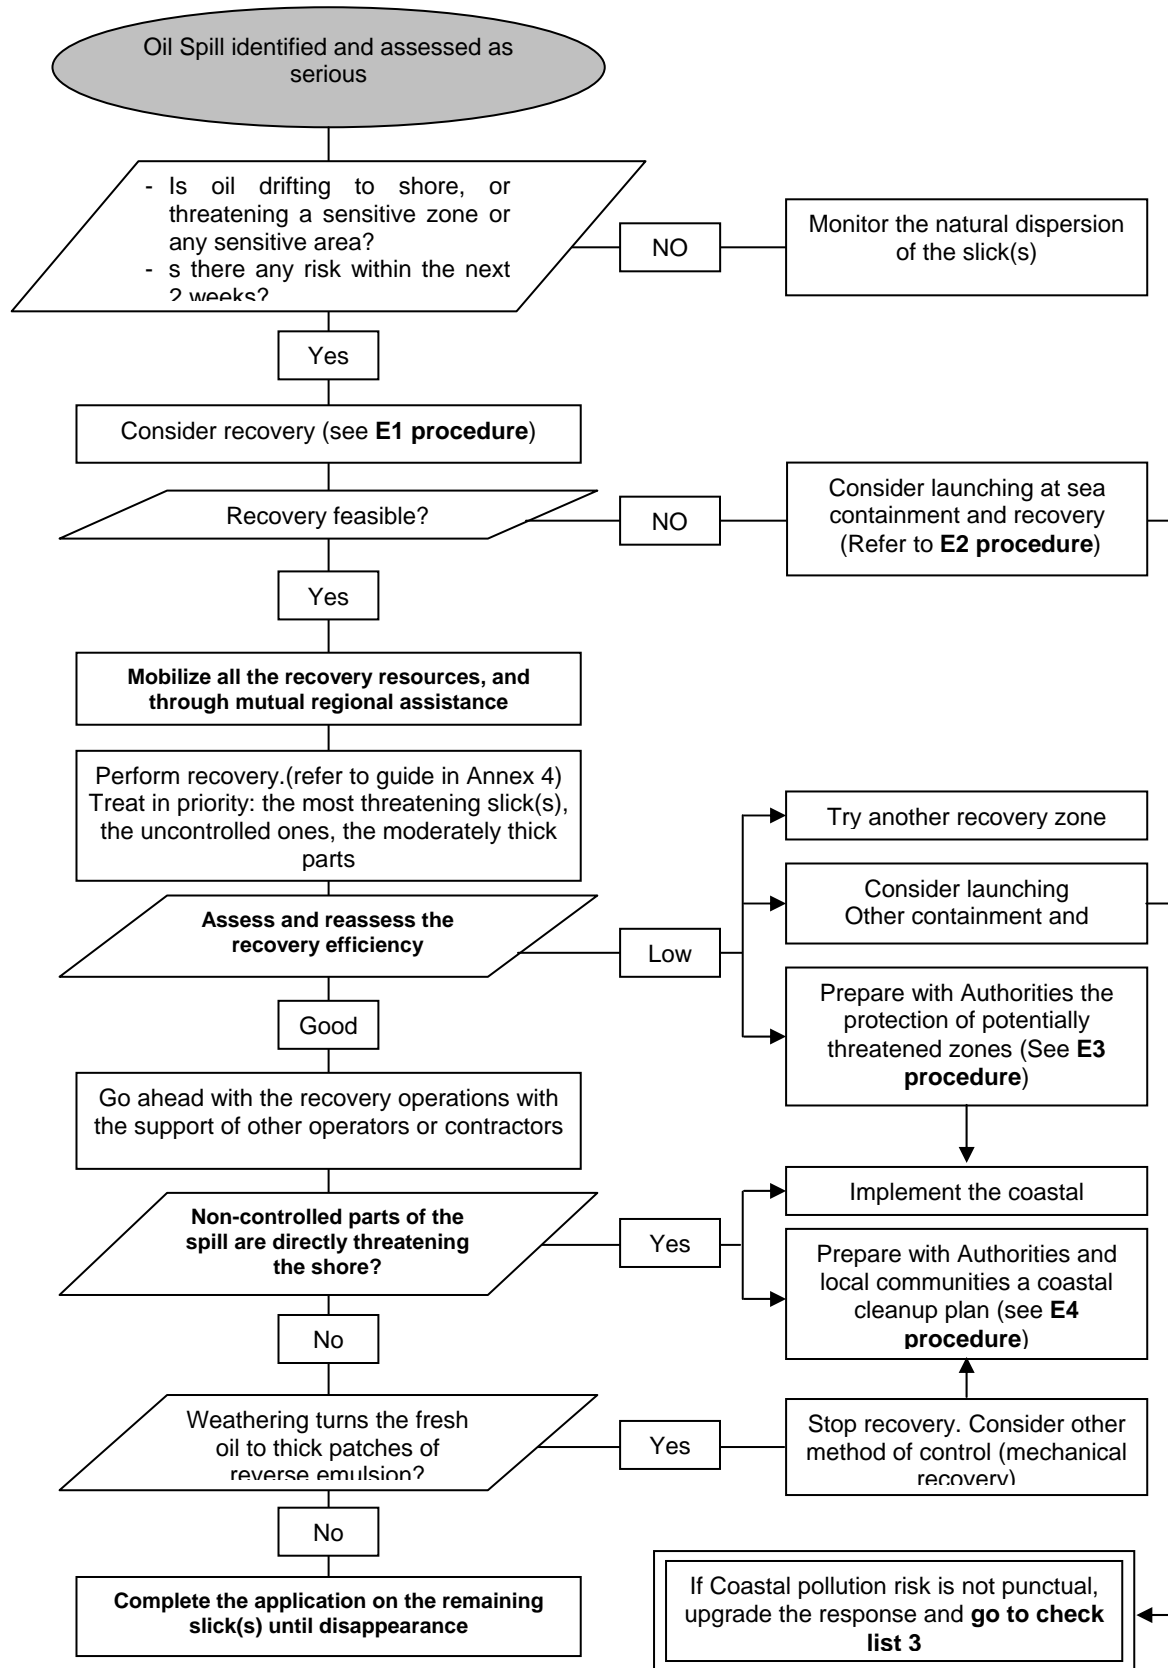 Oil Spill identified and assessed as
serious
- Is oil drifting to shore, or
threatening a sensitive zone or
any sensitive area?
- s there any risk within the next
2 weeks?
NO
Monitor the natural dispersion
of the slick(s)
Yes
Consider recovery (see E1 procedure)
Recovery feasible?
NO
Consider launching at sea
containment and recovery
(Refer to E2 procedure)
Yes
Mobilize all the recovery resources, and
through mutual regional assistance
Perform recovery.(refer to guide in Annex 4)
Treat in priority: the most threatening slick(s),
the uncontrolled ones, the moderately thick
parts
Assess and reassess the
recovery efficiency
Low
Try another recovery zone
Consider launching
Other containment and
Prepare with Authorities the
protection of potentially
threatened zones (See E3
procedure)
Good
Go ahead with the recovery operations with
the support of other operators or contractors
Non-controlled parts of the
spill are directly threatening
the shore?
Yes
Implement the coastal
Prepare with Authorities and
local communities a coastal
cleanup plan (see E4
procedure)
No
Weathering turns the fresh
oil to thick patches of
reverse emulsion?
Yes
Stop recovery. Consider other
method of control (mechanical
recovery)
No
Complete the application on the remaining
slick(s) until disappearance
If Coastal pollution risk is not punctual,
upgrade the response and go to check
list 3